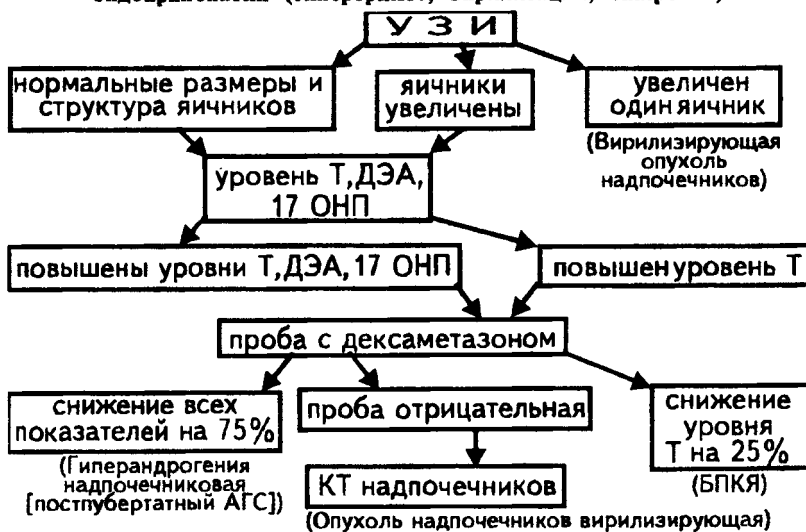 У З И
нормальные размеры и
структура яичников
яичники
увеличены
увеличен
один яичник
(Вирилизирующая
опухоль
надпочечников)
уровень Т,ДЭА,
17 ОНП
повышены уровни Т,ДЭА,17 ОНП
повышен уровень Т
проба с дексаметазоном
снижение всех
показателей на 75%
(Гиперандрогения
надпочечниковая
[постпубертатный АГС])
проба отрицательная
КТ надпочечников
(Опухоль надпочечников вирилизирующая)
снижение
уровня
Т на 25%
(БПКЯ)